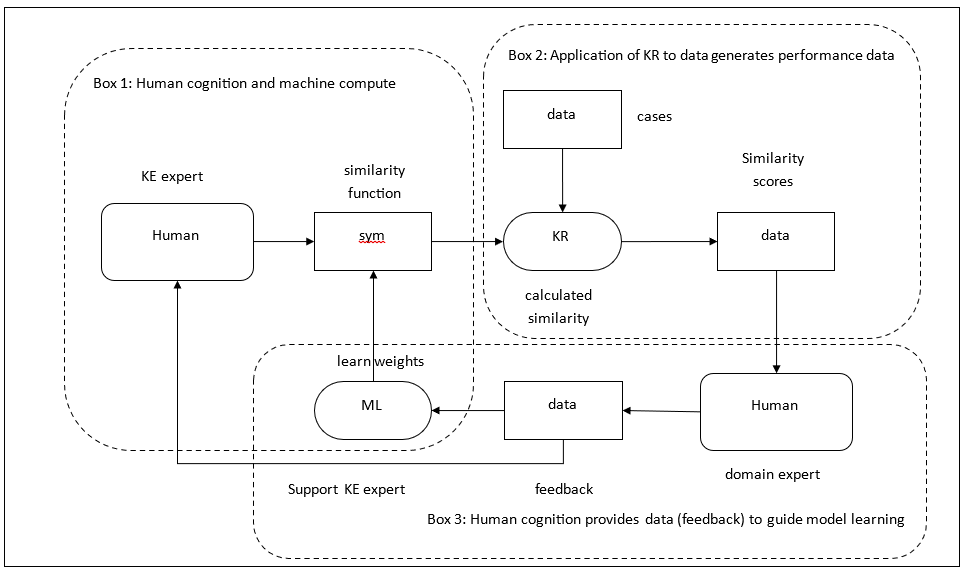 Box 1: Human cognition and machine compute
KE expert
Human
similarity
function
sym
learn weights
ML
Box 2: Application of KR to data generates performance data
data
cases
KR
calculated
similarity
Similarity
scores
data
Human
domain expert
data
feedback
Support KE expert
Box 3: Human cognition provides data (feedback) to guide model learning